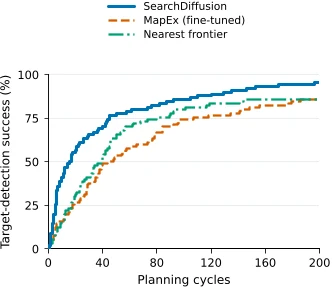 SearchDiffusion
MapEx (fine-tuned)
Nearest frontier
Target-detection success (%)
100
75
50
25
0
0 40 80 120 160 200
Planning cycles